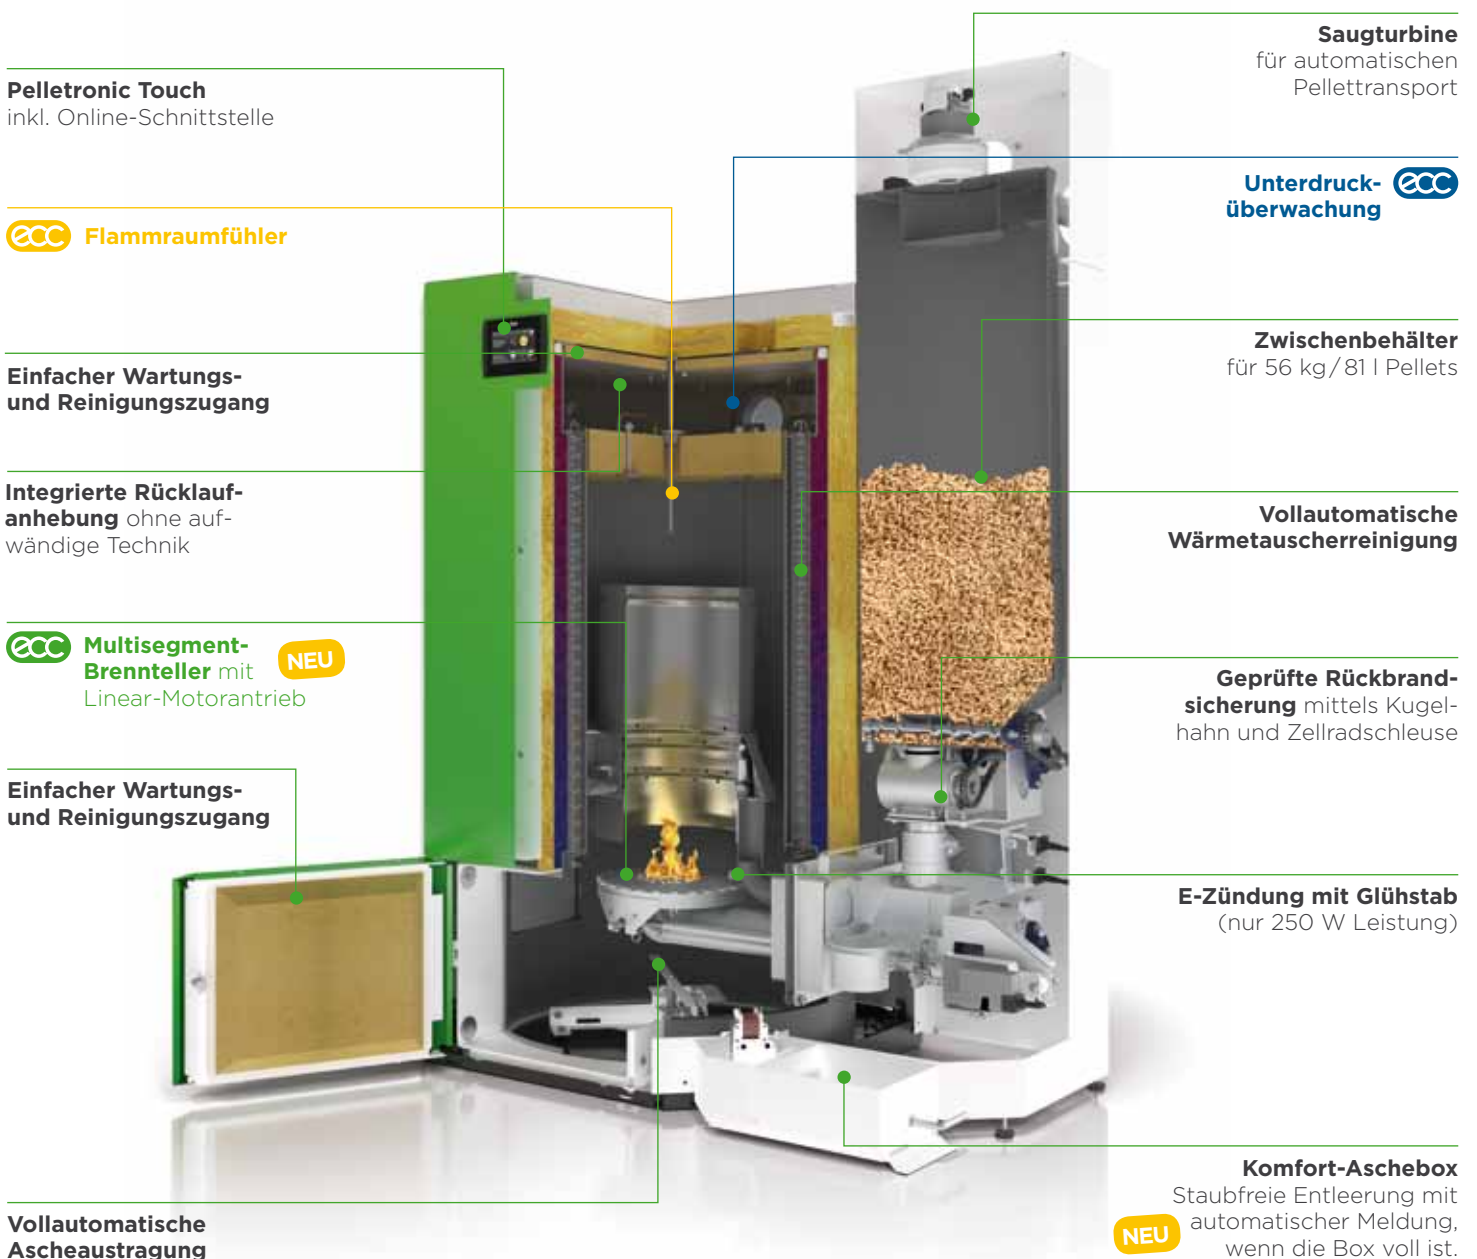 Pelletronic Touch
inkl. Online-Schnittstelle
ecc Flammraumfühler
Einfacher Wartungs-
und Reinigungszugang
Integrierte Rücklauf-
anhebung ohne auf-
wändige Technik
ecc Multisegment-
Brennteller mit
NEU
Linear-Motorantrieb
Einfacher Wartungs-
und Reinigungszugang
Vollautomatische
Ascheaustragung
Saugturbine
für automatischen
Pellettransport
Unterdruck- ecc
überwachung
Zwischenbehälter
für 56 kg/81 l Pellets
Vollautomatische
Wärmetauscherreinigung
Geprüfte Rückbrand-
sicherung mittels Kugel-
hahn und Zellradschleuse
E-Zündung mit Glühstab
(nur 250 W Leistung)
Komfort-Aschebox
Staubfreie Entleerung mit
NEU automatischer Meldung,
wenn die Box voll ist.